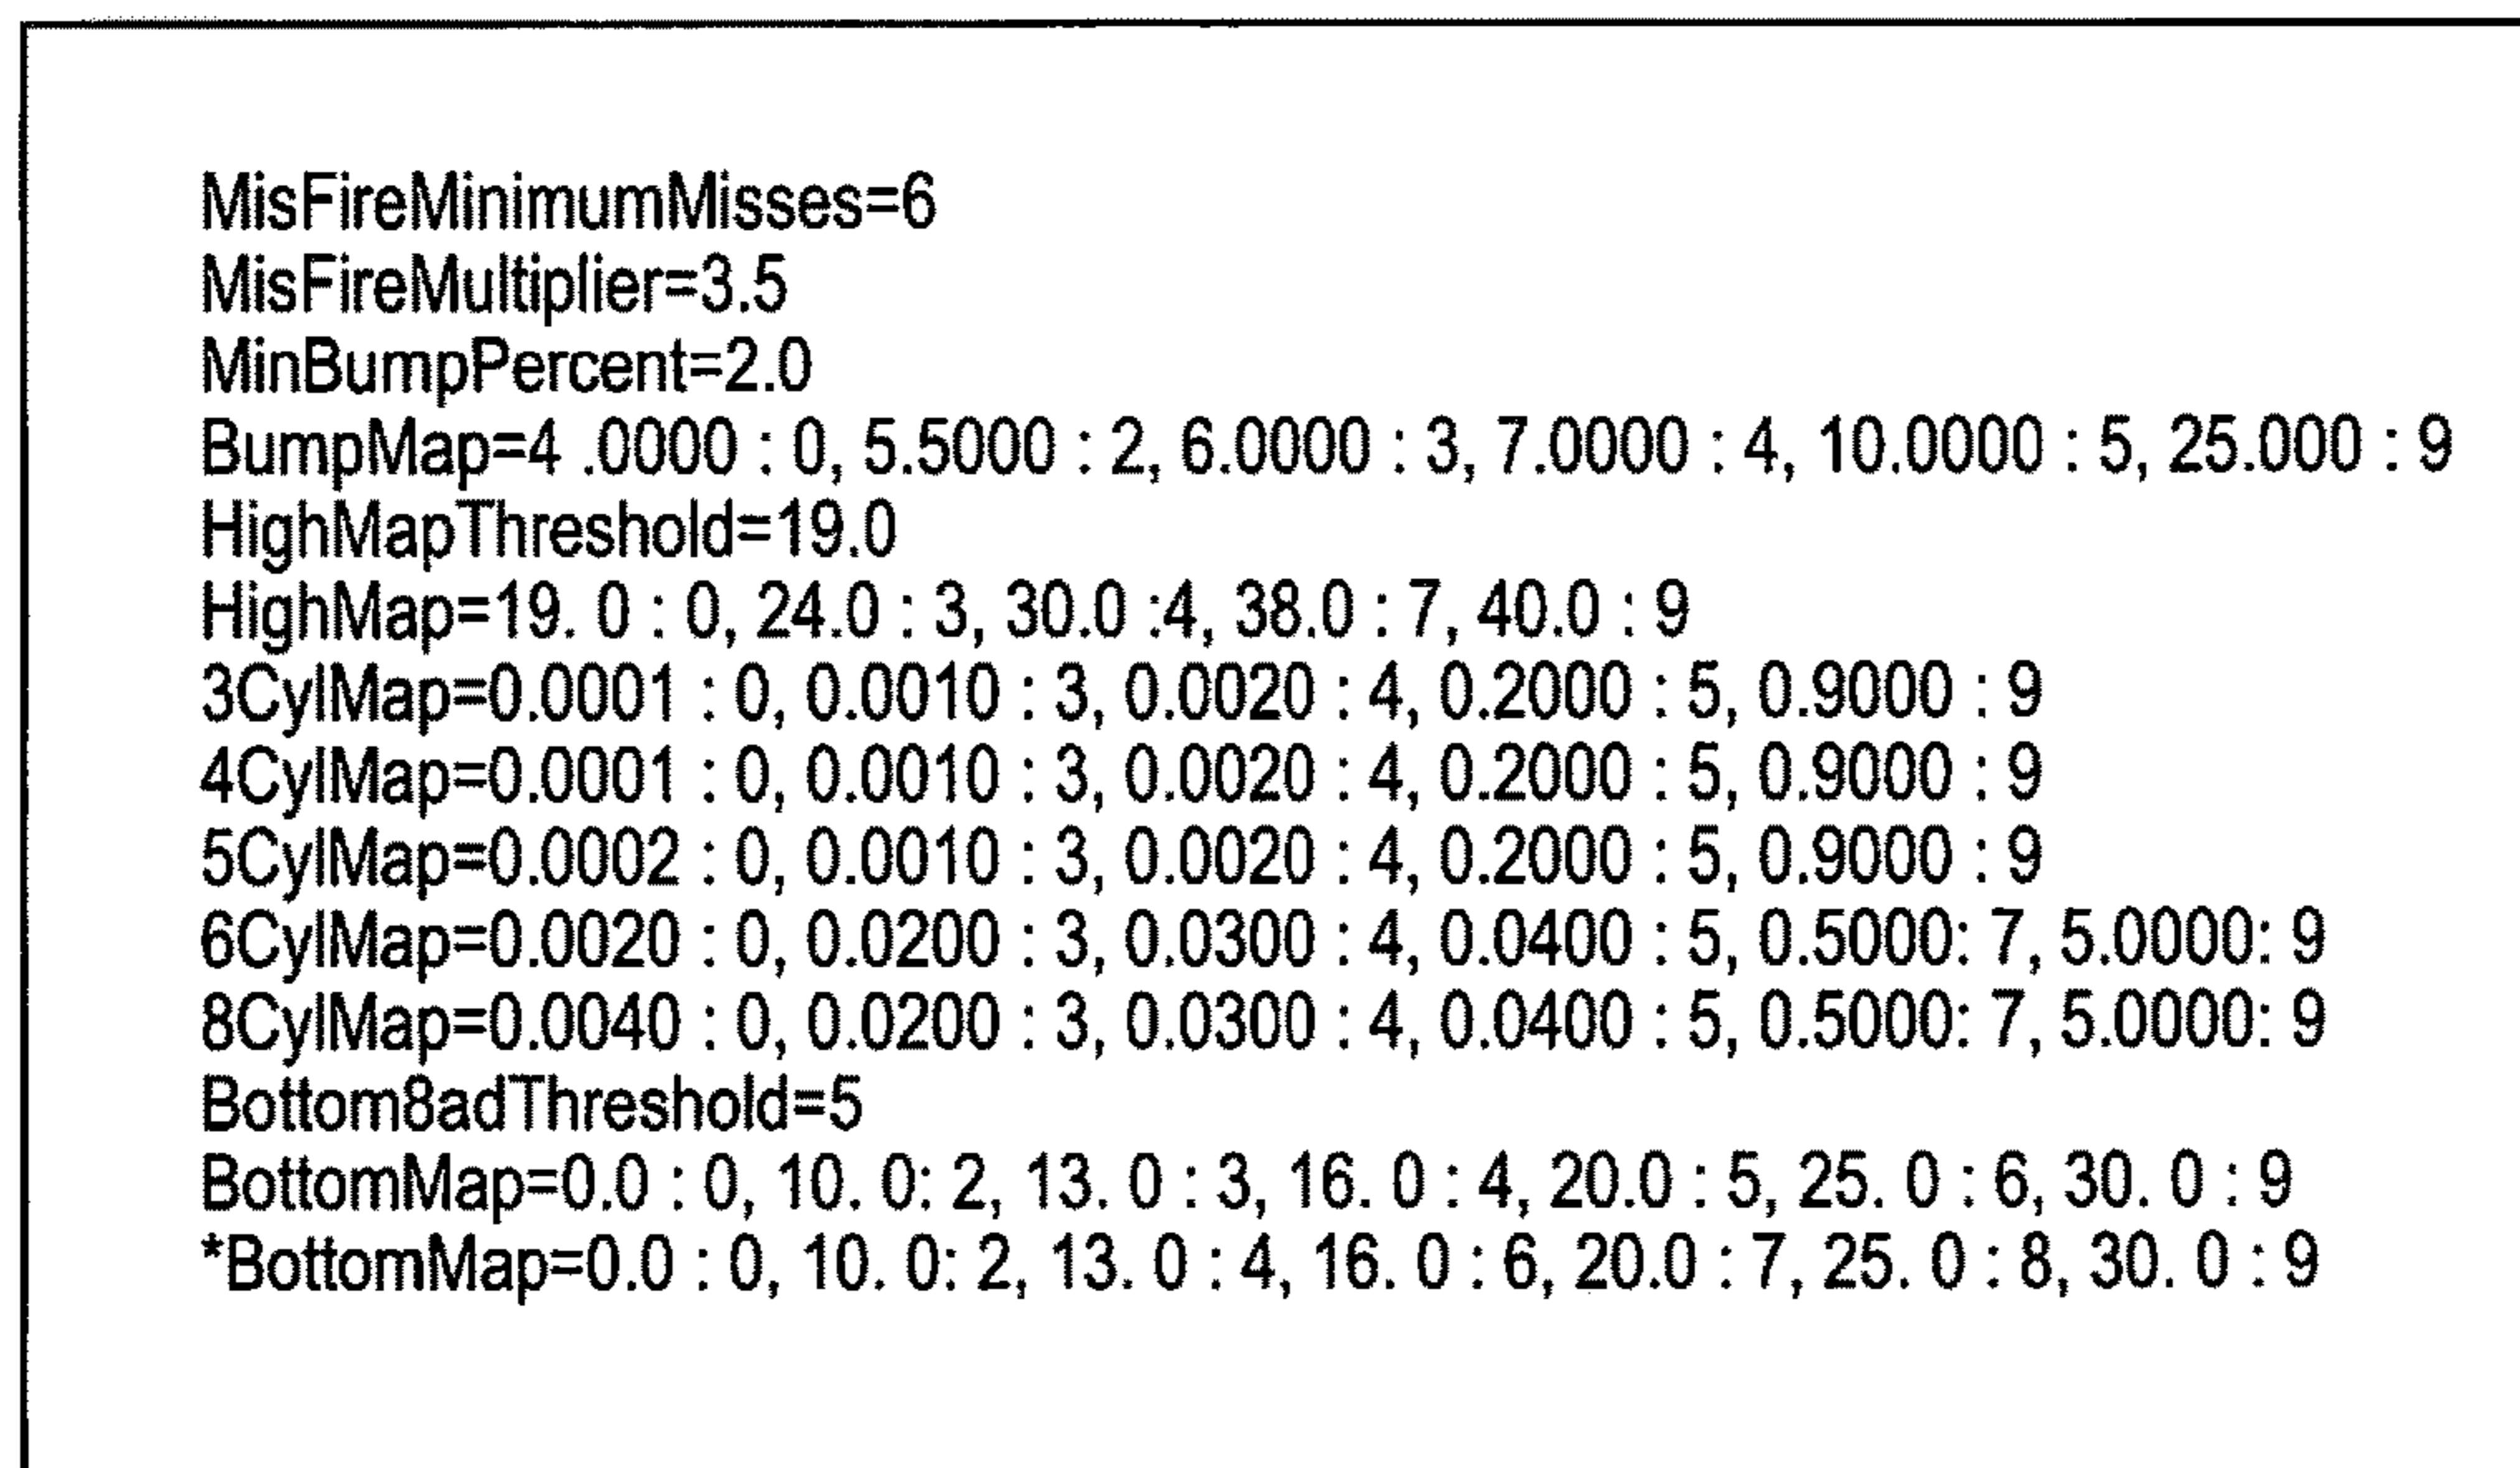 MisFireMinimumMisses=6
MisFireMultiplier=3.5
MinBumpPercent=2.0
BumpMap=4 .0000 : 0, 5.5000 : 2, 6.0000 : 3, 7.0000 : 4, 10.0000 : 5, 25.000 : 9
HighMapThreshold=19.0
HighMap=19. 0 : 0, 24.0 : 3, 30.0 :4, 38.0 : 7, 40.0 : 9
3CylMap=0.0001 : 0, 0.0010 : 3, 0.0020 : 4, 0.2000 : 5, 0.9000 : 9
4CylMap=0.0001 : 0, 0.0010 : 3, 0.0020 : 4, 0.2000 : 5, 0.9000 : 9
5CylMap=0.0002 : 0, 0.0010 : 3, 0.0020 : 4, 0.2000 : 5, 0.9000 : 9
6CylMap=0.0020 : 0, 0.0200 : 3, 0.0300 : 4, 0.0400 : 5, 0.5000: 7, 5.0000: 9
8CylMap=0.0040 : 0, 0.0200 : 3, 0.0300 : 4, 0.0400 : 5, 0.5000: 7, 5.0000: 9
Bottom8adThreshold=5
BottomMap=0.0 : 0, 10. 0: 2, 13. 0 : 3, 16. 0 : 4, 20.0 : 5, 25. 0 : 6, 30. 0 : 9
*BottomMap=0.0 : 0, 10. 0: 2, 13. 0 : 4, 16. 0 : 6, 20.0 : 7, 25. 0 : 8, 30. 0 : 9